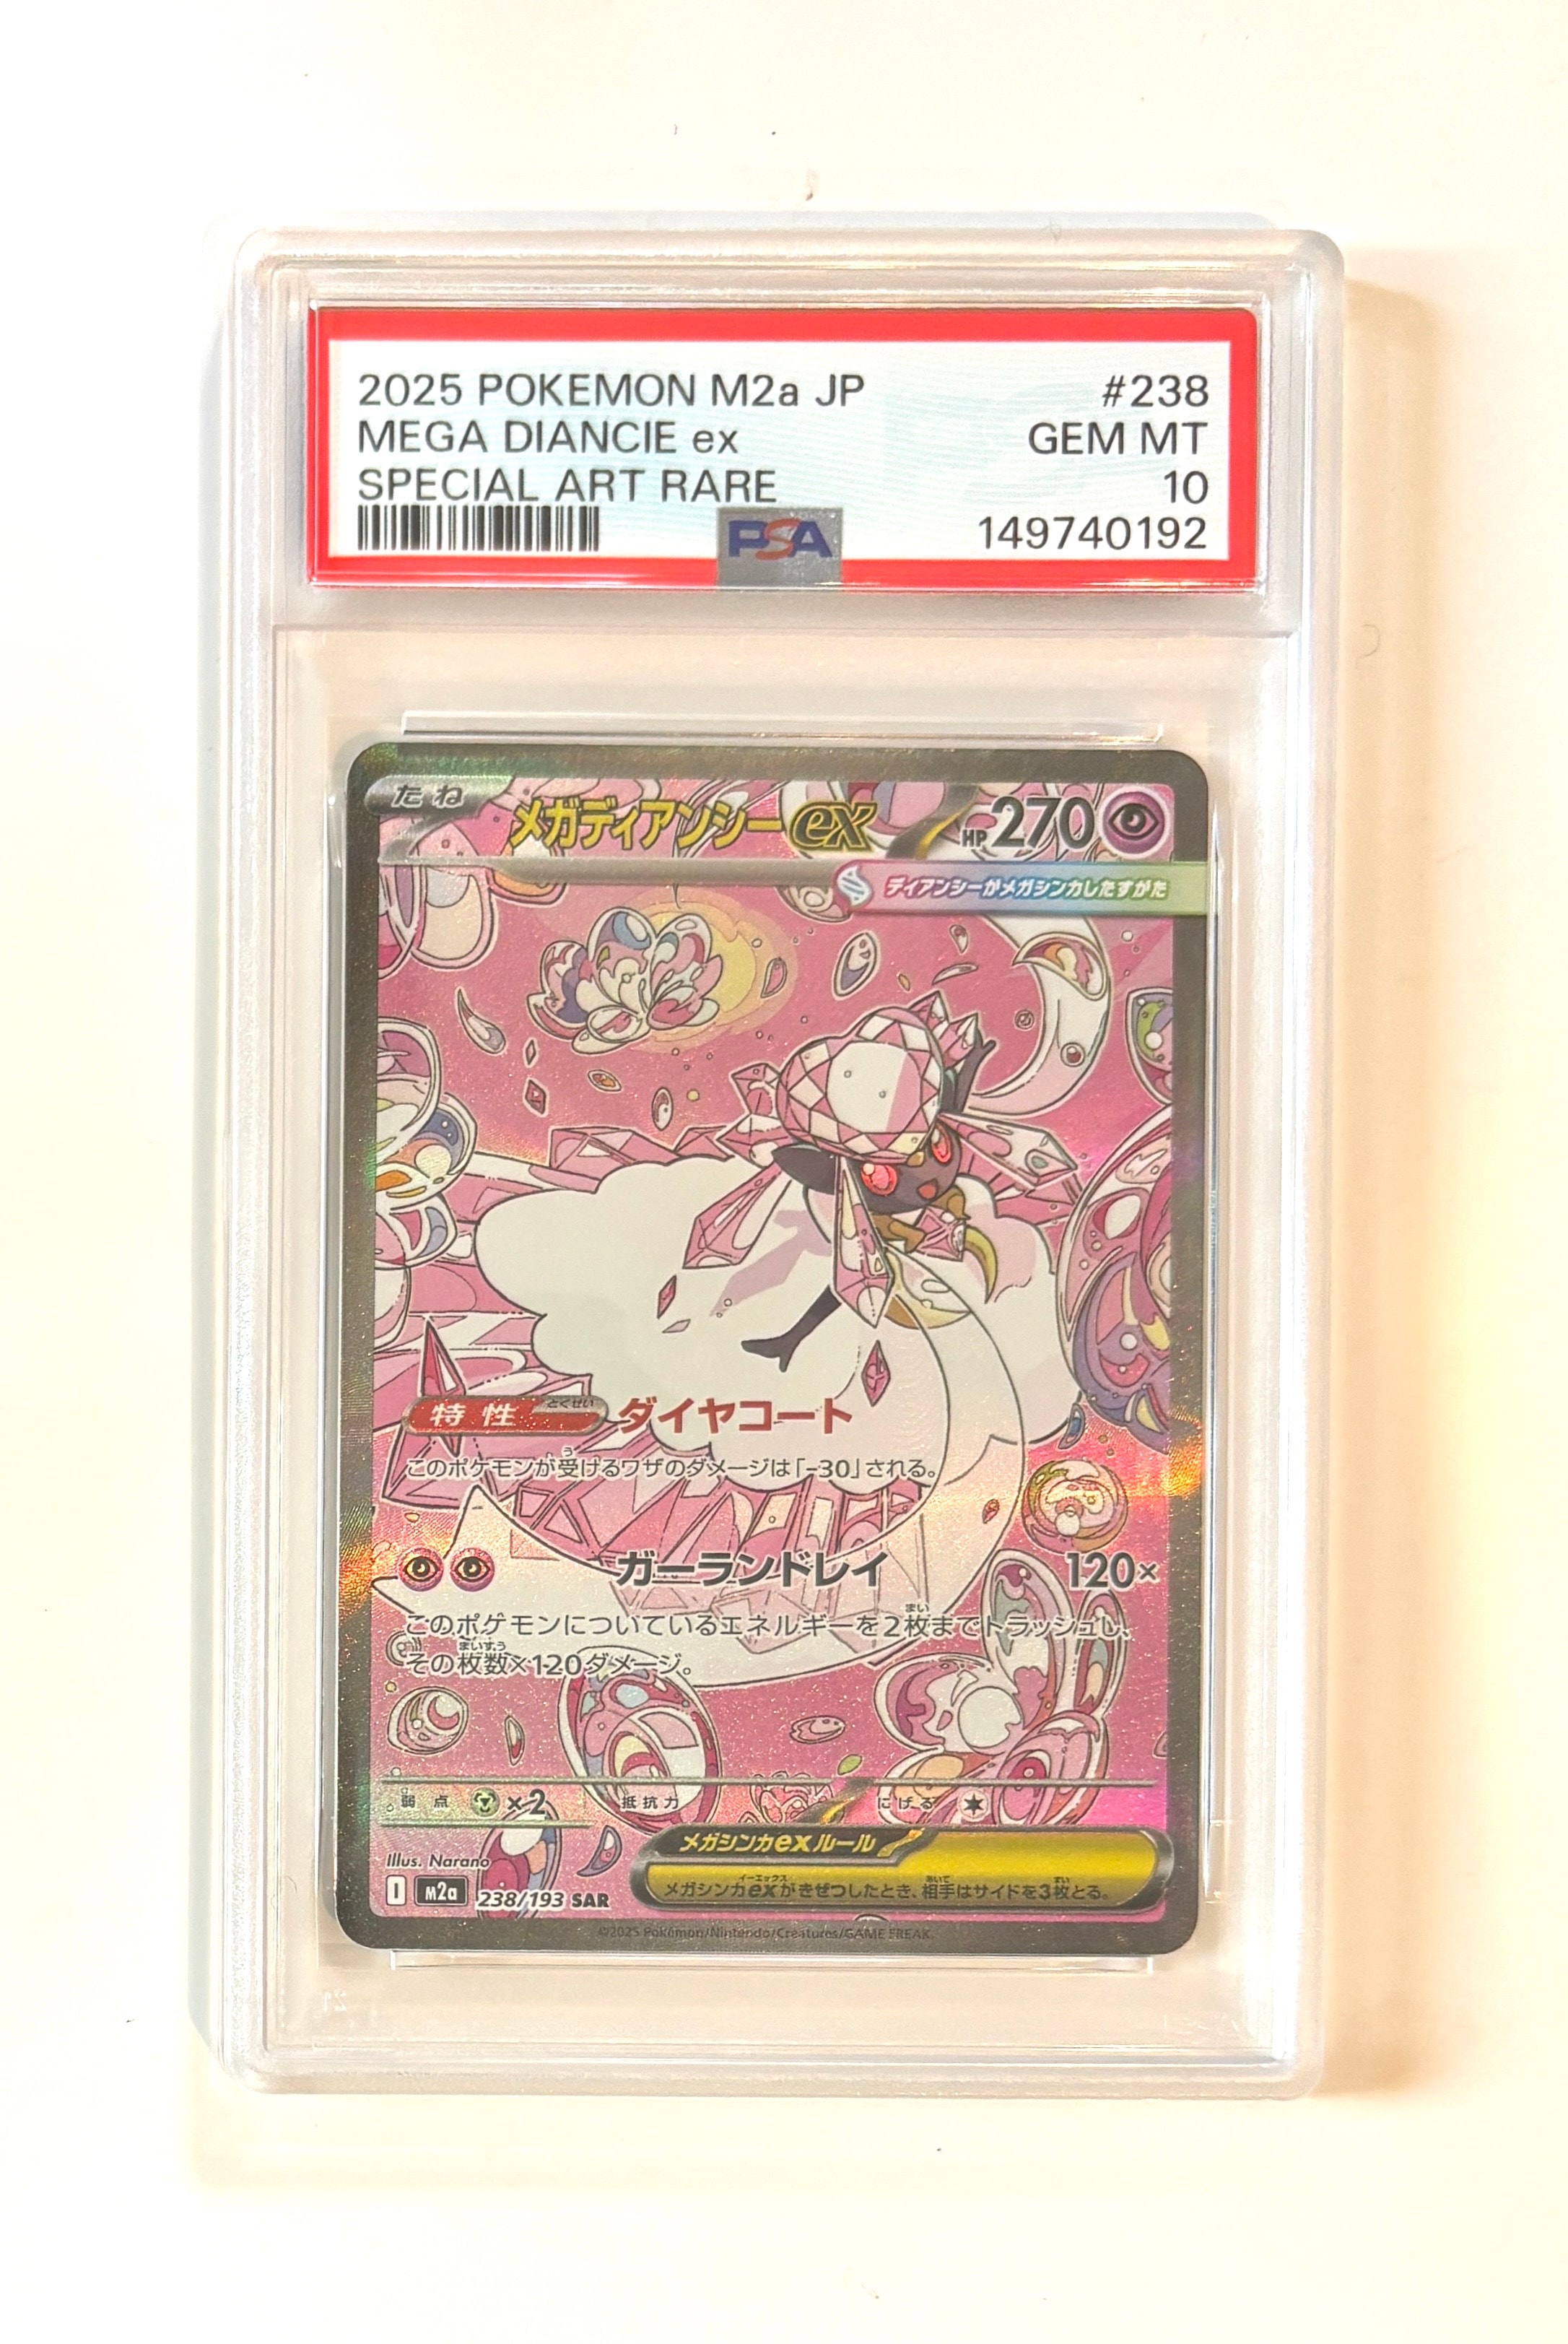 2025 POKEMON M2a JP #238
MEGA DIANCIE ex GEM MT
SPECIAL ART RARE 10
PSA 149740192
たね メガディアンシーex HP270
ディアンシーがメガシンカしたすがた
特性 とくせい ダイヤコート
このポケモンが受けるワザのダメージは「-30」される。
ガーランドレイ 120×
このポケモンについているエネルギーを2枚までトラッシュし、
その枚数×120ダメージ。
弱点 ×2 抵抗力 にげる
メガシンカexルール
メガシンカexがきぜつしたとき、相手はサイドを3枚とる。
Illus. Narano
I m2a 238/193 SAR
©2025 Pokémon/Nintendo/Creatures/GAME FREAK.